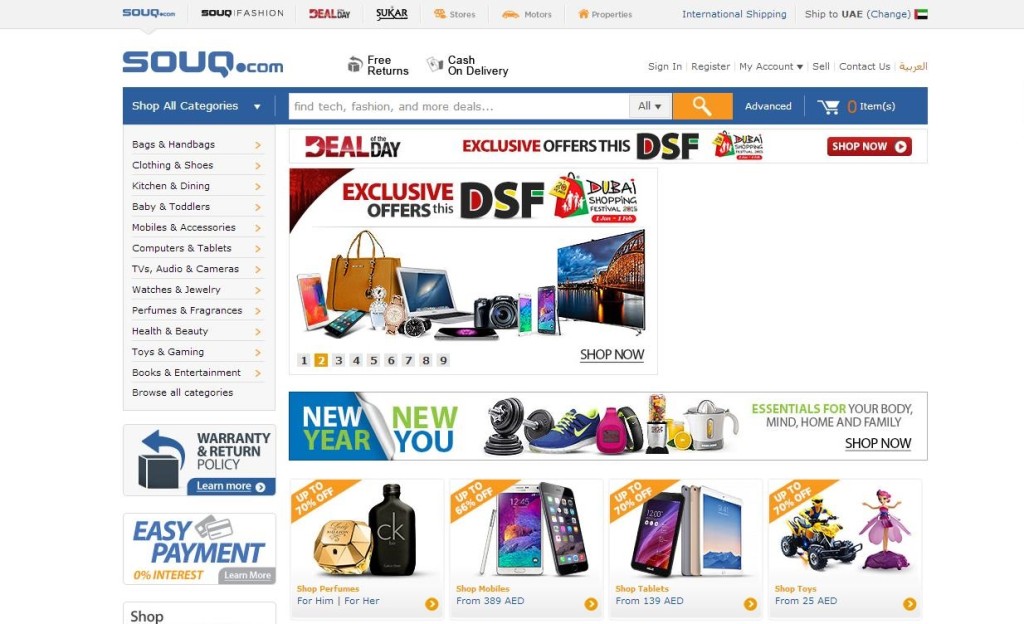 SOUQ.com
SOUQ FASHION
DEAL of the DAY
SUKAR
Stores
Motors
Properties
International Shipping
Ship to UAE (Change)
SOUQ.com
Free
Returns
Cash
On Delivery
Sign In
Register
My Account
Sell
Contact Us
العربية
Shop All Categories
find tech, fashion, and more deals...
All
Advanced
0 Item(s)
Bags & Handbags
Clothing & Shoes
Kitchen & Dining
Baby & Toddlers
Mobiles & Accessories
Computers & Tablets
TVs, Audio & Cameras
Watches & Jewelry
Perfumes & Fragrances
Health & Beauty
Toys & Gaming
Books & Entertainment
Browse all categories
DEAL of the DAY
EXCLUSIVE OFFERS THIS DSF
DUBAI
SHOPPING
SHOP NOW
EXCLUSIVE
OFFERS this
DSF
DUBAI
SHOPPING
FESTIVAL 2015
1 Jan - 1 Feb
1 2 3 4 5 6 7 8 9
SHOP NOW
NEW
YEAR
NEW
YOU
ESSENTIALS FOR YOUR BODY,
MIND, HOME AND FAMILY
SHOP NOW
WARRANTY
& RETURN
POLICY
Learn more
EASY
PAYMENT
0% INTEREST
Learn More
Shop
UP TO
70% OFF
ck
Shop Perfumes
For Him | For Her
UP TO
66% OFF
Shop Mobiles
From 389 AED
UP TO
70% OFF
Shop Tablets
From 139 AED
UP TO
70% OFF
Shop Toys
From 25 AED